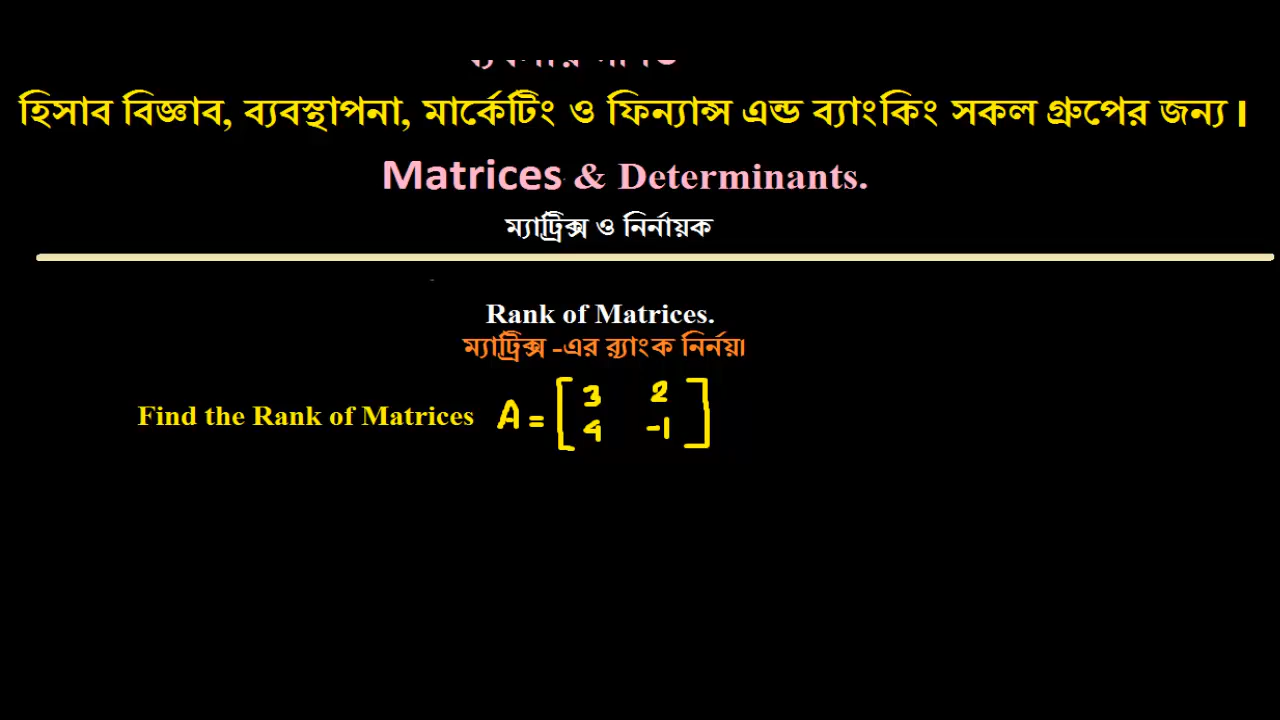 হিসাব বিজ্ঞাব, ব্যবস্থাপনা, মার্কেটিং ও ফিন্যান্স এন্ড ব্যাংকিং সকল গ্রুপের জন্য।
Matrices & Determinants.
ম্যাট্রিক্স ও নির্নায়ক
Rank of Matrices.
ম্যাট্রিক্স -এর র‍্যাংক নির্নয়।
Find the Rank of Matrices A = [ 3 2
4 -1 ]